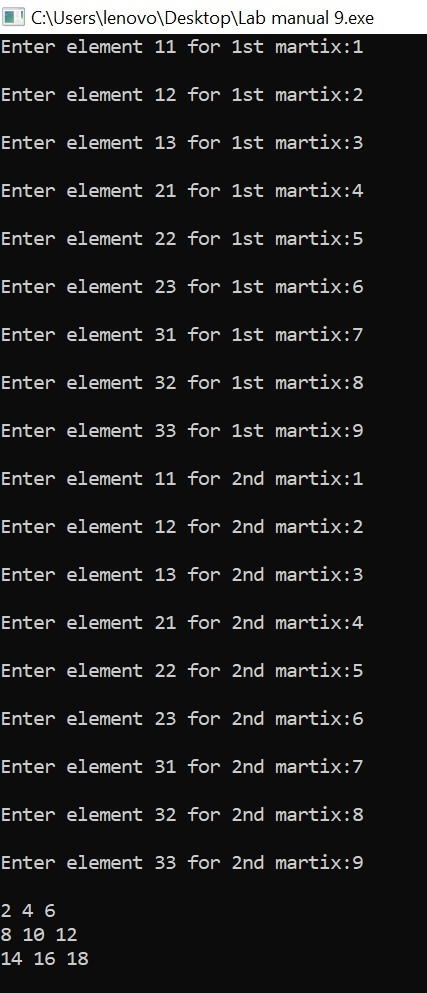 C:\Users\lenovo\Desktop\Lab manual 9.exe
Enter element 11 for 1st martix:1
Enter element 12 for 1st martix:2
Enter element 13 for 1st martix:3
Enter element 21 for 1st martix:4
Enter element 22 for 1st martix:5
Enter element 23 for 1st martix:6
Enter element 31 for 1st martix:7
Enter element 32 for 1st martix:8
Enter element 33 for 1st martix:9
Enter element 11 for 2nd martix:1
Enter element 12 for 2nd martix:2
Enter element 13 for 2nd martix:3
Enter element 21 for 2nd martix:4
Enter element 22 for 2nd martix:5
Enter element 23 for 2nd martix:6
Enter element 31 for 2nd martix:7
Enter element 32 for 2nd martix:8
Enter element 33 for 2nd martix:9
2 4 6
8 10 12
14 16 18